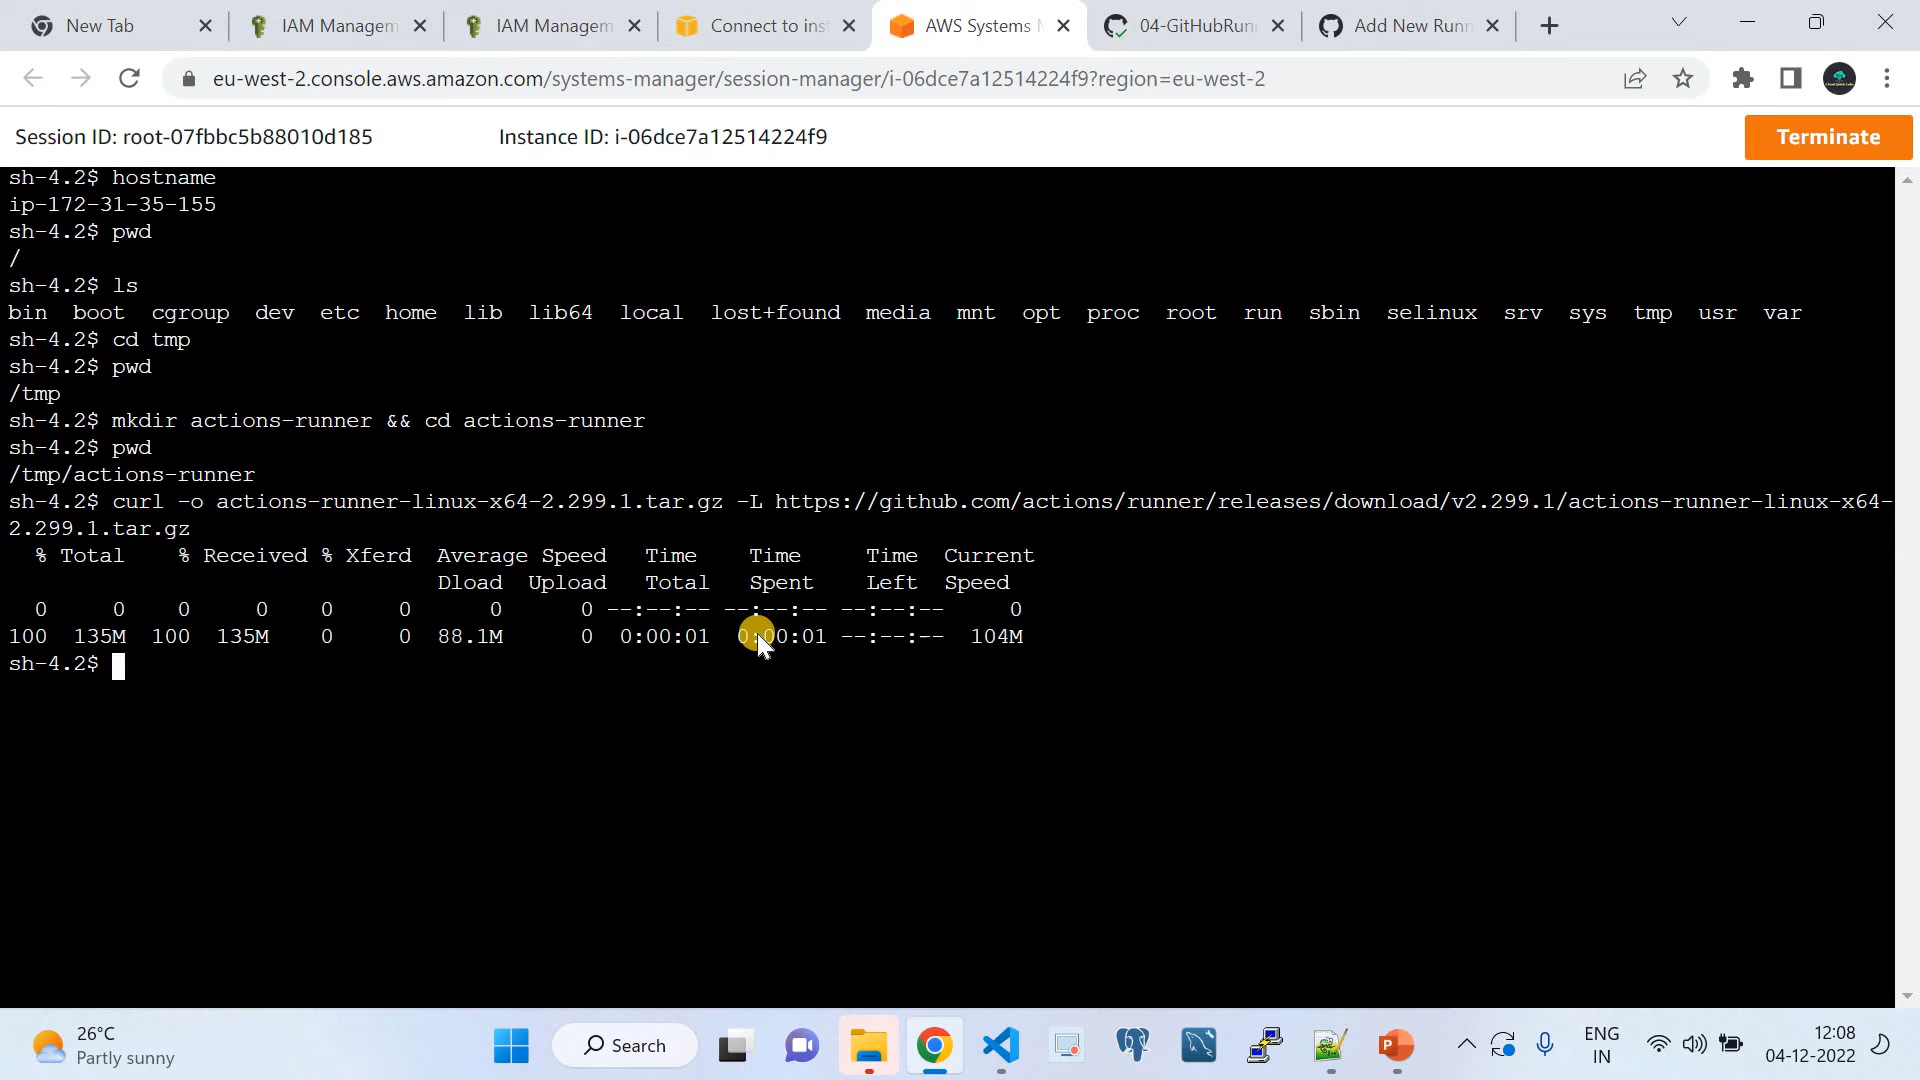 New Tab
IAM Managem
IAM Managem
Connect to inst
AWS Systems M
04-GitHubRun
Add New Runn
eu-west-2.console.aws.amazon.com/systems-manager/session-manager/i-06dce7a12514224f9?region=eu-west-2
Session ID: root-07fbbc5b88010d185
Instance ID: i-06dce7a12514224f9
Terminate
sh-4.2$ hostname
ip-172-31-35-155
sh-4.2$ pwd
/
sh-4.2$ ls
bin boot cgroup dev etc home lib lib64 local lost+found media mnt opt proc root run sbin selinux srv sys tmp usr var
sh-4.2$ cd tmp
sh-4.2$ pwd
/tmp
sh-4.2$ mkdir actions-runner && cd actions-runner
sh-4.2$ pwd
/tmp/actions-runner
sh-4.2$ curl -o actions-runner-linux-x64-2.299.1.tar.gz -L https://github.com/actions/runner/releases/download/v2.299.1/actions-runner-linux-x64-
2.299.1.tar.gz
% Total % Received % Xferd Average Speed Time Time Time Current
Dload Upload Total Spent Left Speed
0 0 0 0 0 0 0 0 --:--:-- --:--:-- --:--:-- 0
100 135M 100 135M 0 0 88.1M 0 0:00:01 0:00:01 --:--:-- 104M
sh-4.2$
26°C
Partly sunny
Search
ENG
IN
12:08
04-12-2022